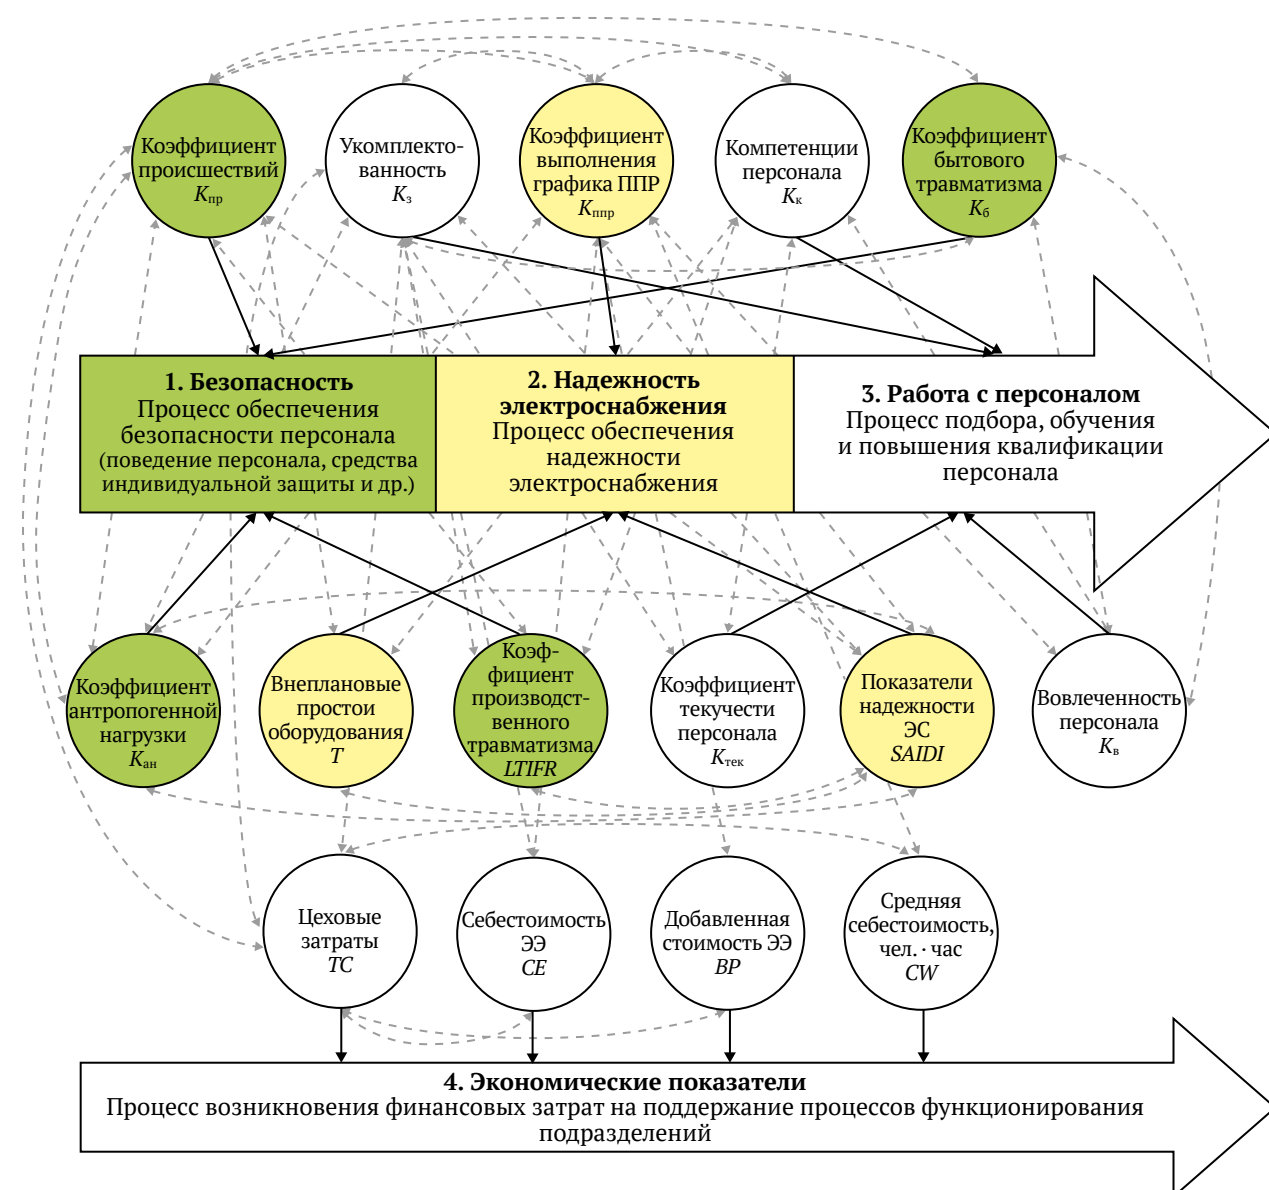 Коэффициент
происшествий
Kпр
Укомплекто-
ванность
Kз
Коэффициент
выполнения
графика ППР
Kппр
Компетенции
персонала
Kк
Коэффициент
бытового
травматизма
Kб
1. Безопасность
Процесс обеспечения
безопасности персонала
(поведение персонала, средства
индивидуальной защиты и др.)
2. Надежность
электроснабжения
Процесс обеспечения
надежности
электроснабжения
3. Работа с персоналом
Процесс подбора, обучения
и повышения квалификации
персонала
Коэффициент
антропогенной
нагрузки
Kан
Внеплановые
простои
оборудования
T
Коэф-
фициент
производст-
венного
травматизма
LTIFR
Коэффициент
текучести
персонала
Kтек
Показатели
надежности
ЭС
SAIDI
Вовлеченность
персонала
Kв
Цеховые
затраты
TC
Себестоимость
ЭЭ
CE
Добавленная
стоимость ЭЭ
BP
Средняя
себестоимость,
чел. · час
CW
4. Экономические показатели
Процесс возникновения финансовых затрат на поддержание процессов функционирования
подразделений